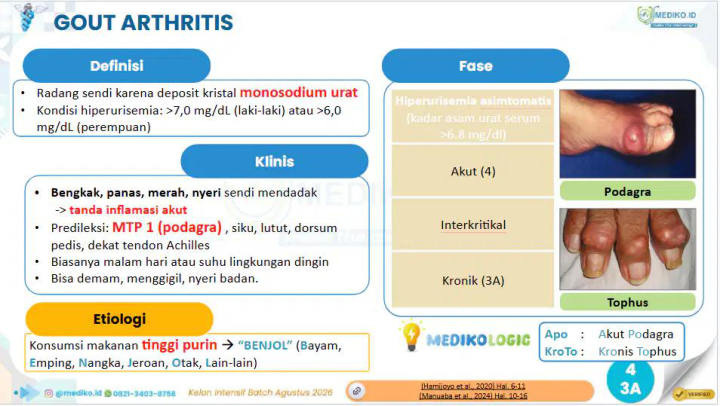 GOUT ARTHRITIS
MEDIKO.ID
Definisi
• Radang sendi karena deposit kristal monosodium urat
• Kondisi hiperurisemia: >7,0 mg/dL (laki-laki) atau >6,0
mg/dL (perempuan)
Klinis
• Bengkak, panas, merah, nyeri sendi mendadak
-> tanda inflamasi akut
• Predileksi: MTP 1 (podagra) , siku, lutut, dorsum
pedis, dekat tendon Achilles
• Biasanya malam hari atau suhu lingkungan dingin
• Bisa demam, menggigil, nyeri badan.
Etiologi
Konsumsi makanan tinggi purin → “BENJOL” (Bayam,
Emping, Nangka, Jeroan, Otak, Lain-lain)
Fase
Hiperurisemia asimtomatis
(kadar asam urat serum
>6.8 mg/dl)
Akut (4)
Interkritikal
Kronik (3A)
Podagra
Tophus
MEDIKOLOGIC
Apo : Akut Podagra
KroTo : Kronis Tophus
4
3A
@mediko.id 0821-3403-8756 Kelan Intensif Batch Agustus 2026
(Hamijoyo et al., 2020) Hal. 6-11
(Manuaba et al., 2024) Hal. 10-16
VERIFIED